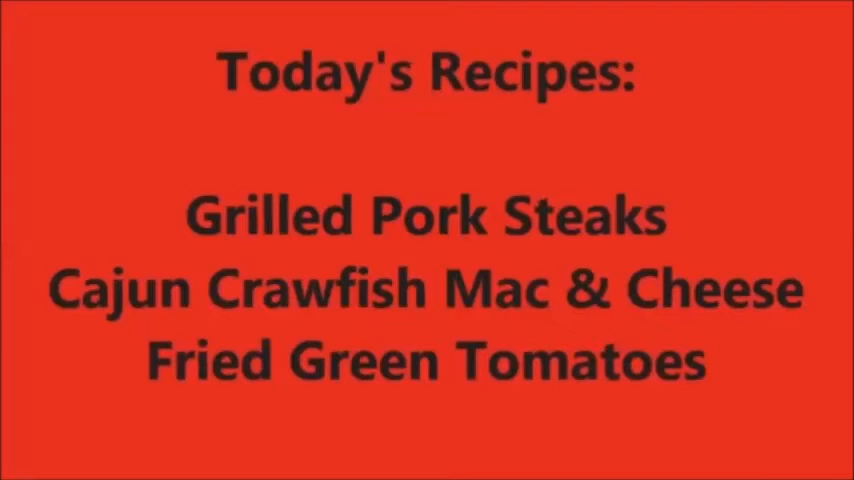 Today's Recipes:
Grilled Pork Steaks
Cajun Crawfish Mac & Cheese
Fried Green Tomatoes